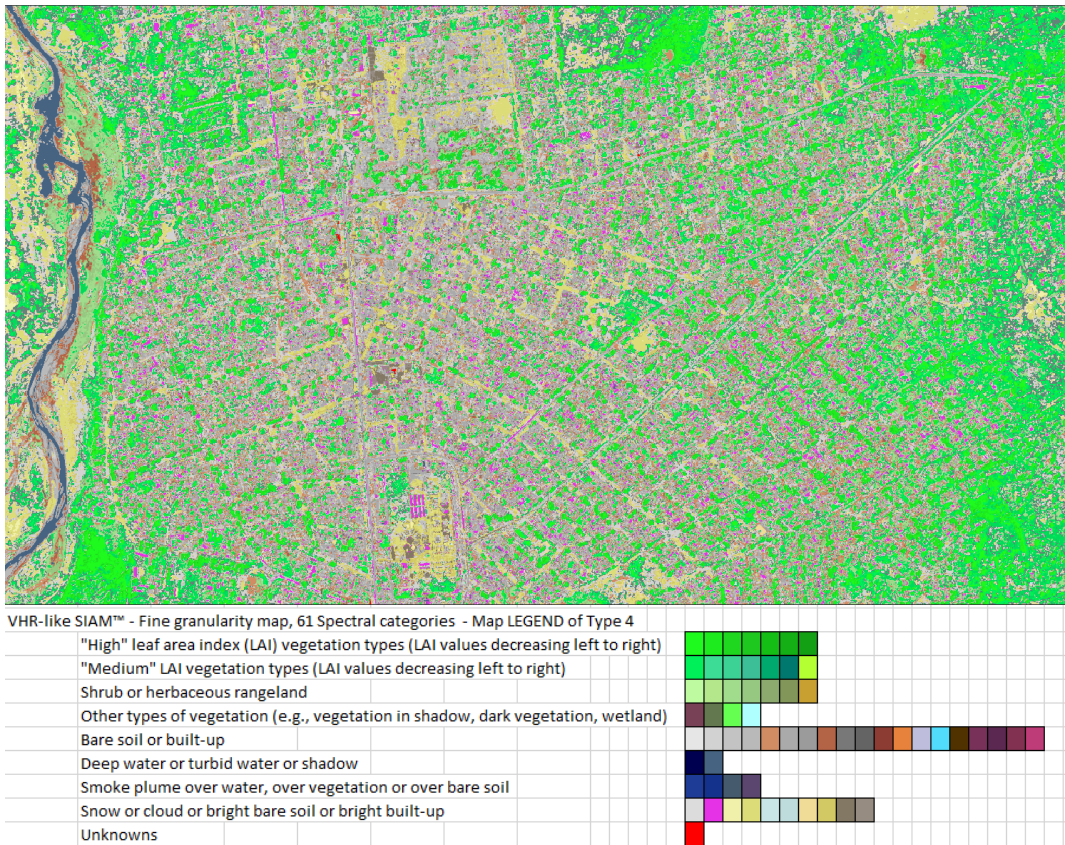 VHR-like SIAM™ - Fine granularity map, 61 Spectral categories - Map LEGEND of Type 4
"High" leaf area index (LAI) vegetation types (LAI values decreasing left to right)
"Medium" LAI vegetation types (LAI values decreasing left to right)
Shrub or herbaceous rangeland
Other types of vegetation (e.g., vegetation in shadow, dark vegetation, wetland)
Bare soil or built-up
Deep water or turbid water or shadow
Smoke plume over water, over vegetation or over bare soil
Snow or cloud or bright bare soil or bright built-up
Unknowns